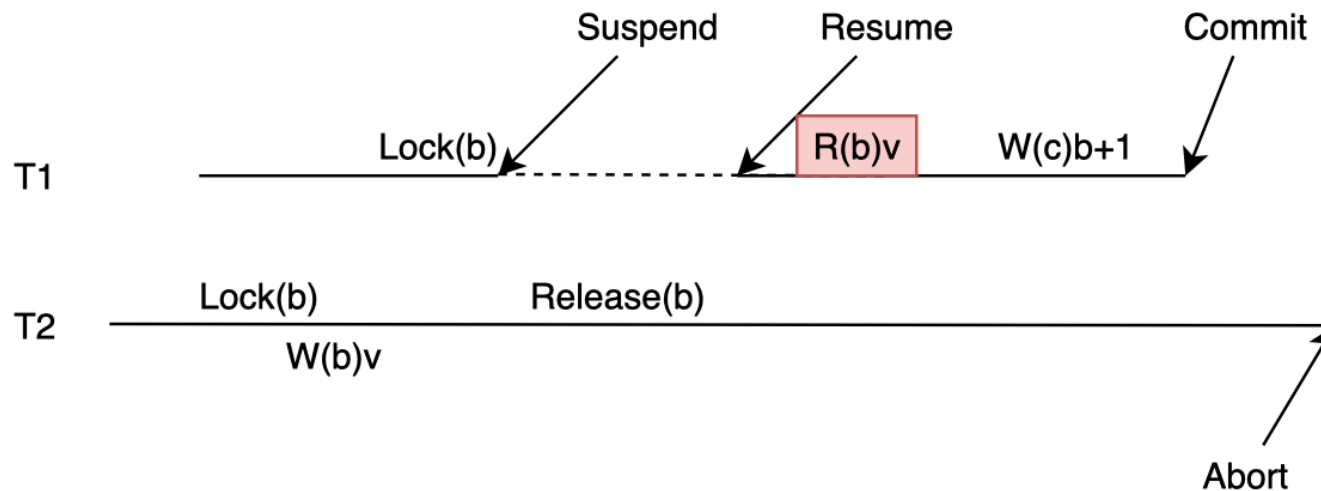 Suspend
Resume
Commit
Lock(b)
R(b)v
W(c)b+1
T1
Lock(b)
Release(b)
T2
W(b)v
Abort